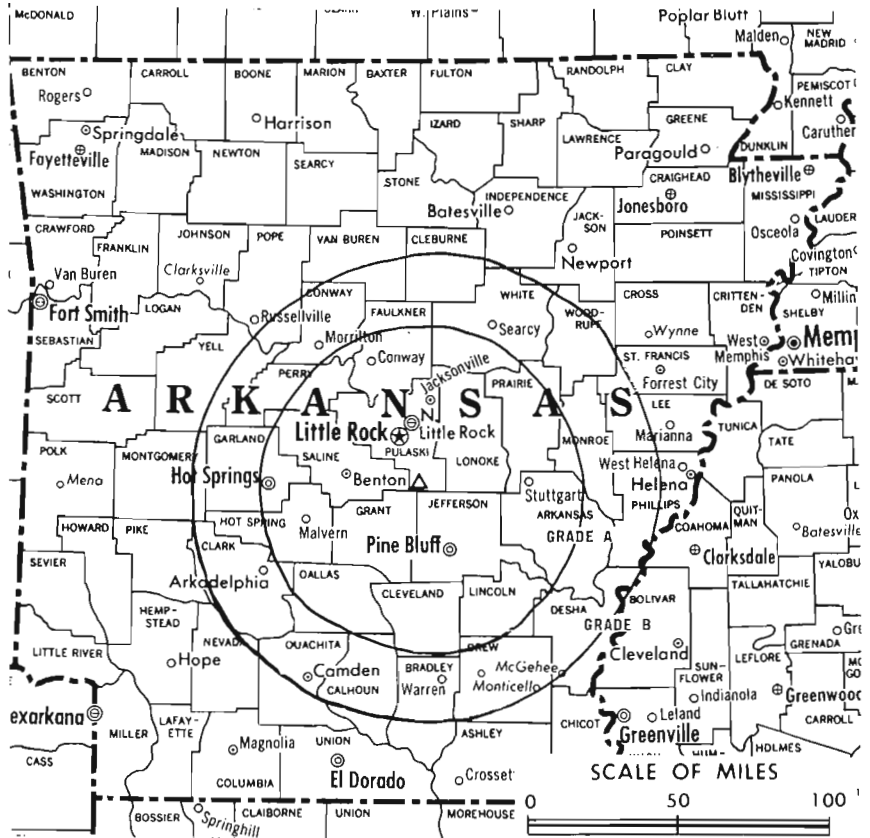 McDONALD
W. Plains
Poplar Bluff
Malden
NEW MADRID
BENTON CARROLL BOONE MARION BAXTER FULTON RANDOLPH CLAY
PEMISCOT
Rogers
Kennett
Harrison
IZARD SHARP GREENE
Caruther
Springdale
LAWRENCE
Fayetteville
MADISON NEWTON SEARCY
Paragould
DUNKLIN
STONE
CRAIGHEAD
Blytheville
WASHINGTON
INDEPENDENCE
MISSISSIPPI
Batesville
JACK-
SON
Jonesboro
Osceola
LAUDER
CRAWFORD
JOHNSON POPE VAN BUREN CLEBURNE
POINSETT
FRANKLIN
Newport
Covington
TIPTON
Van Buren
Clarksville
CONWAY
WHITE
CROSS
CRITTEN-
DEN
Millin
Fort Smith
LOGAN
FAULKNER
WOOD-
RUFF
SHELBY
Russellville
Searcy
Wynne
SEBASTIAN
YELL
Morrilton
West
Memphis
Mem
Conway
ST. FRANCIS
Whiteha
PERRY
Jacksonville
PRAIRIE
Forrest City
DE SOTO
SCOTT
ARKANSAS
LEE
N.
Little Rock
Little Rock
Marianna
TUNICA
TATE
POLK
MONTGOMERY
GARLAND
SALINE
PULASKI
LONOKE
MONROE
West Helena
Mena
Hot Springs
Benton
Stuttgart
Helena
PANOLA
PHILLIPS
HOWARD PIKE
HOT SPRING
GRANT
JEFFERSON
ARKANSAS
QUIT-
MAN
COAHOMA
Batesville
Malvern
GRADE A
SEVIER
CLARK
Pine Bluff
Clarksdale
YALOBU
Arkadelphia
DALLAS
CLEVELAND
LINCOLN
TALLAHATCHIE
HEMP-
STEAD
DESHA
BOLIVAR
GRADE B
NEVADA
OUACHITA
DREW
LITTLE RIVER
Hope
Camden
CALHOUN
BRADLEY
Warren
McGehee
Monticello
Cleveland
SUN-
FLOWER
LEFLORE
GRENADA
Indianola
Greenwood
exarkana
MILLER
LAFAY-
ETTE
CHICOT
Greenville
Leland
CARROLL
CASS
Magnolia
UNION
ASHLEY
HOLMES
El Dorado
Crosset
COLUMBIA
SCALE OF MILES
BOSSIER
Springhill
CLAIBORNE UNION MOREHOUSE
0 50 100